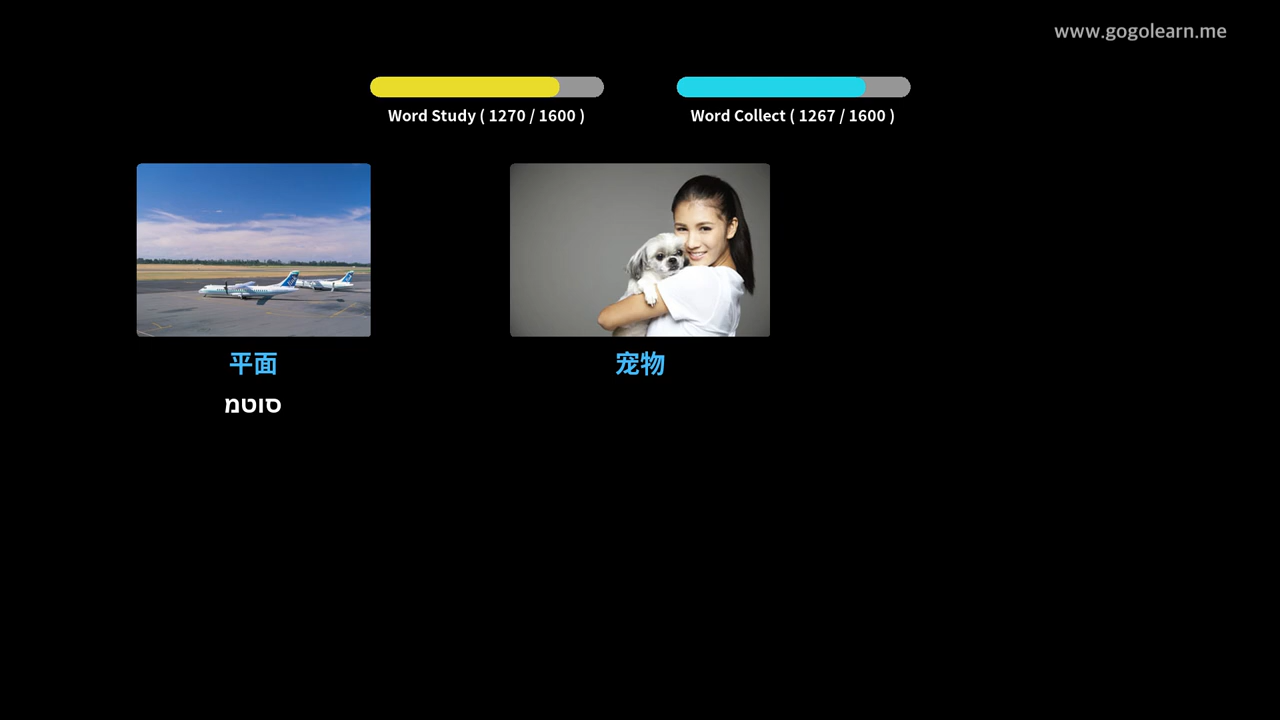 www.gogolearn.me
Word Study ( 1270 / 1600 )
Word Collect ( 1267 / 1600 )
平面
סוטמ
宠物